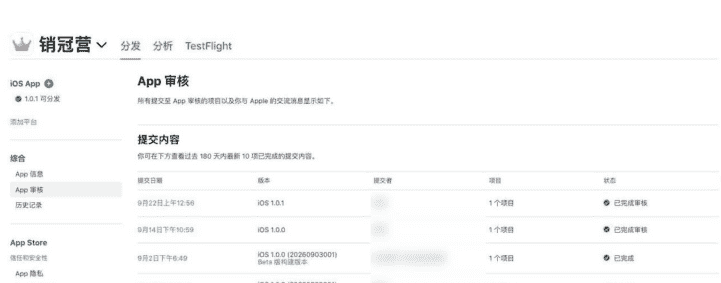 销冠营 分发 分析 TestFlight
iOS App
1.0.1 可分发
添加平台
综合
App 信息
App 审核
历史记录
App Store
信任和安全性
App 隐私
App 审核
所有提交至 App 审核的项目以及你与 Apple 的交流消息显示如下。
提交内容
你可在下方查看过去 180 天内最新 10 项已完成的提交内容。
提交日期 版本 提交者 项目 状态
9月22日上午12:56 iOS 1.0.1 1 个项目 已完成审核
9月14日下午10:59 iOS 1.0.0 1 个项目 已完成审核
9月2日下午6:49 iOS 1.0.0 (20260903001) 1 个项目 已完成
Beta 版构建版本